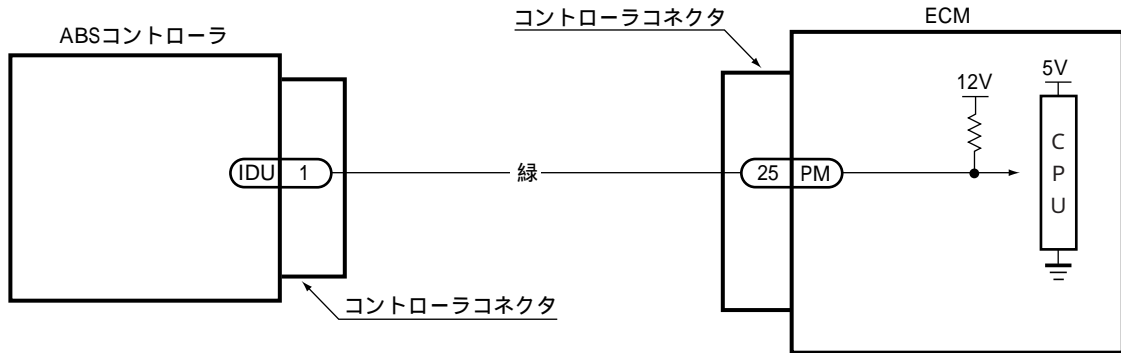 コントローラコネクタ
ECM
ABSコントローラ
12V
5V
CPU
IDU 1
緑
25 PM
コントローラコネクタ